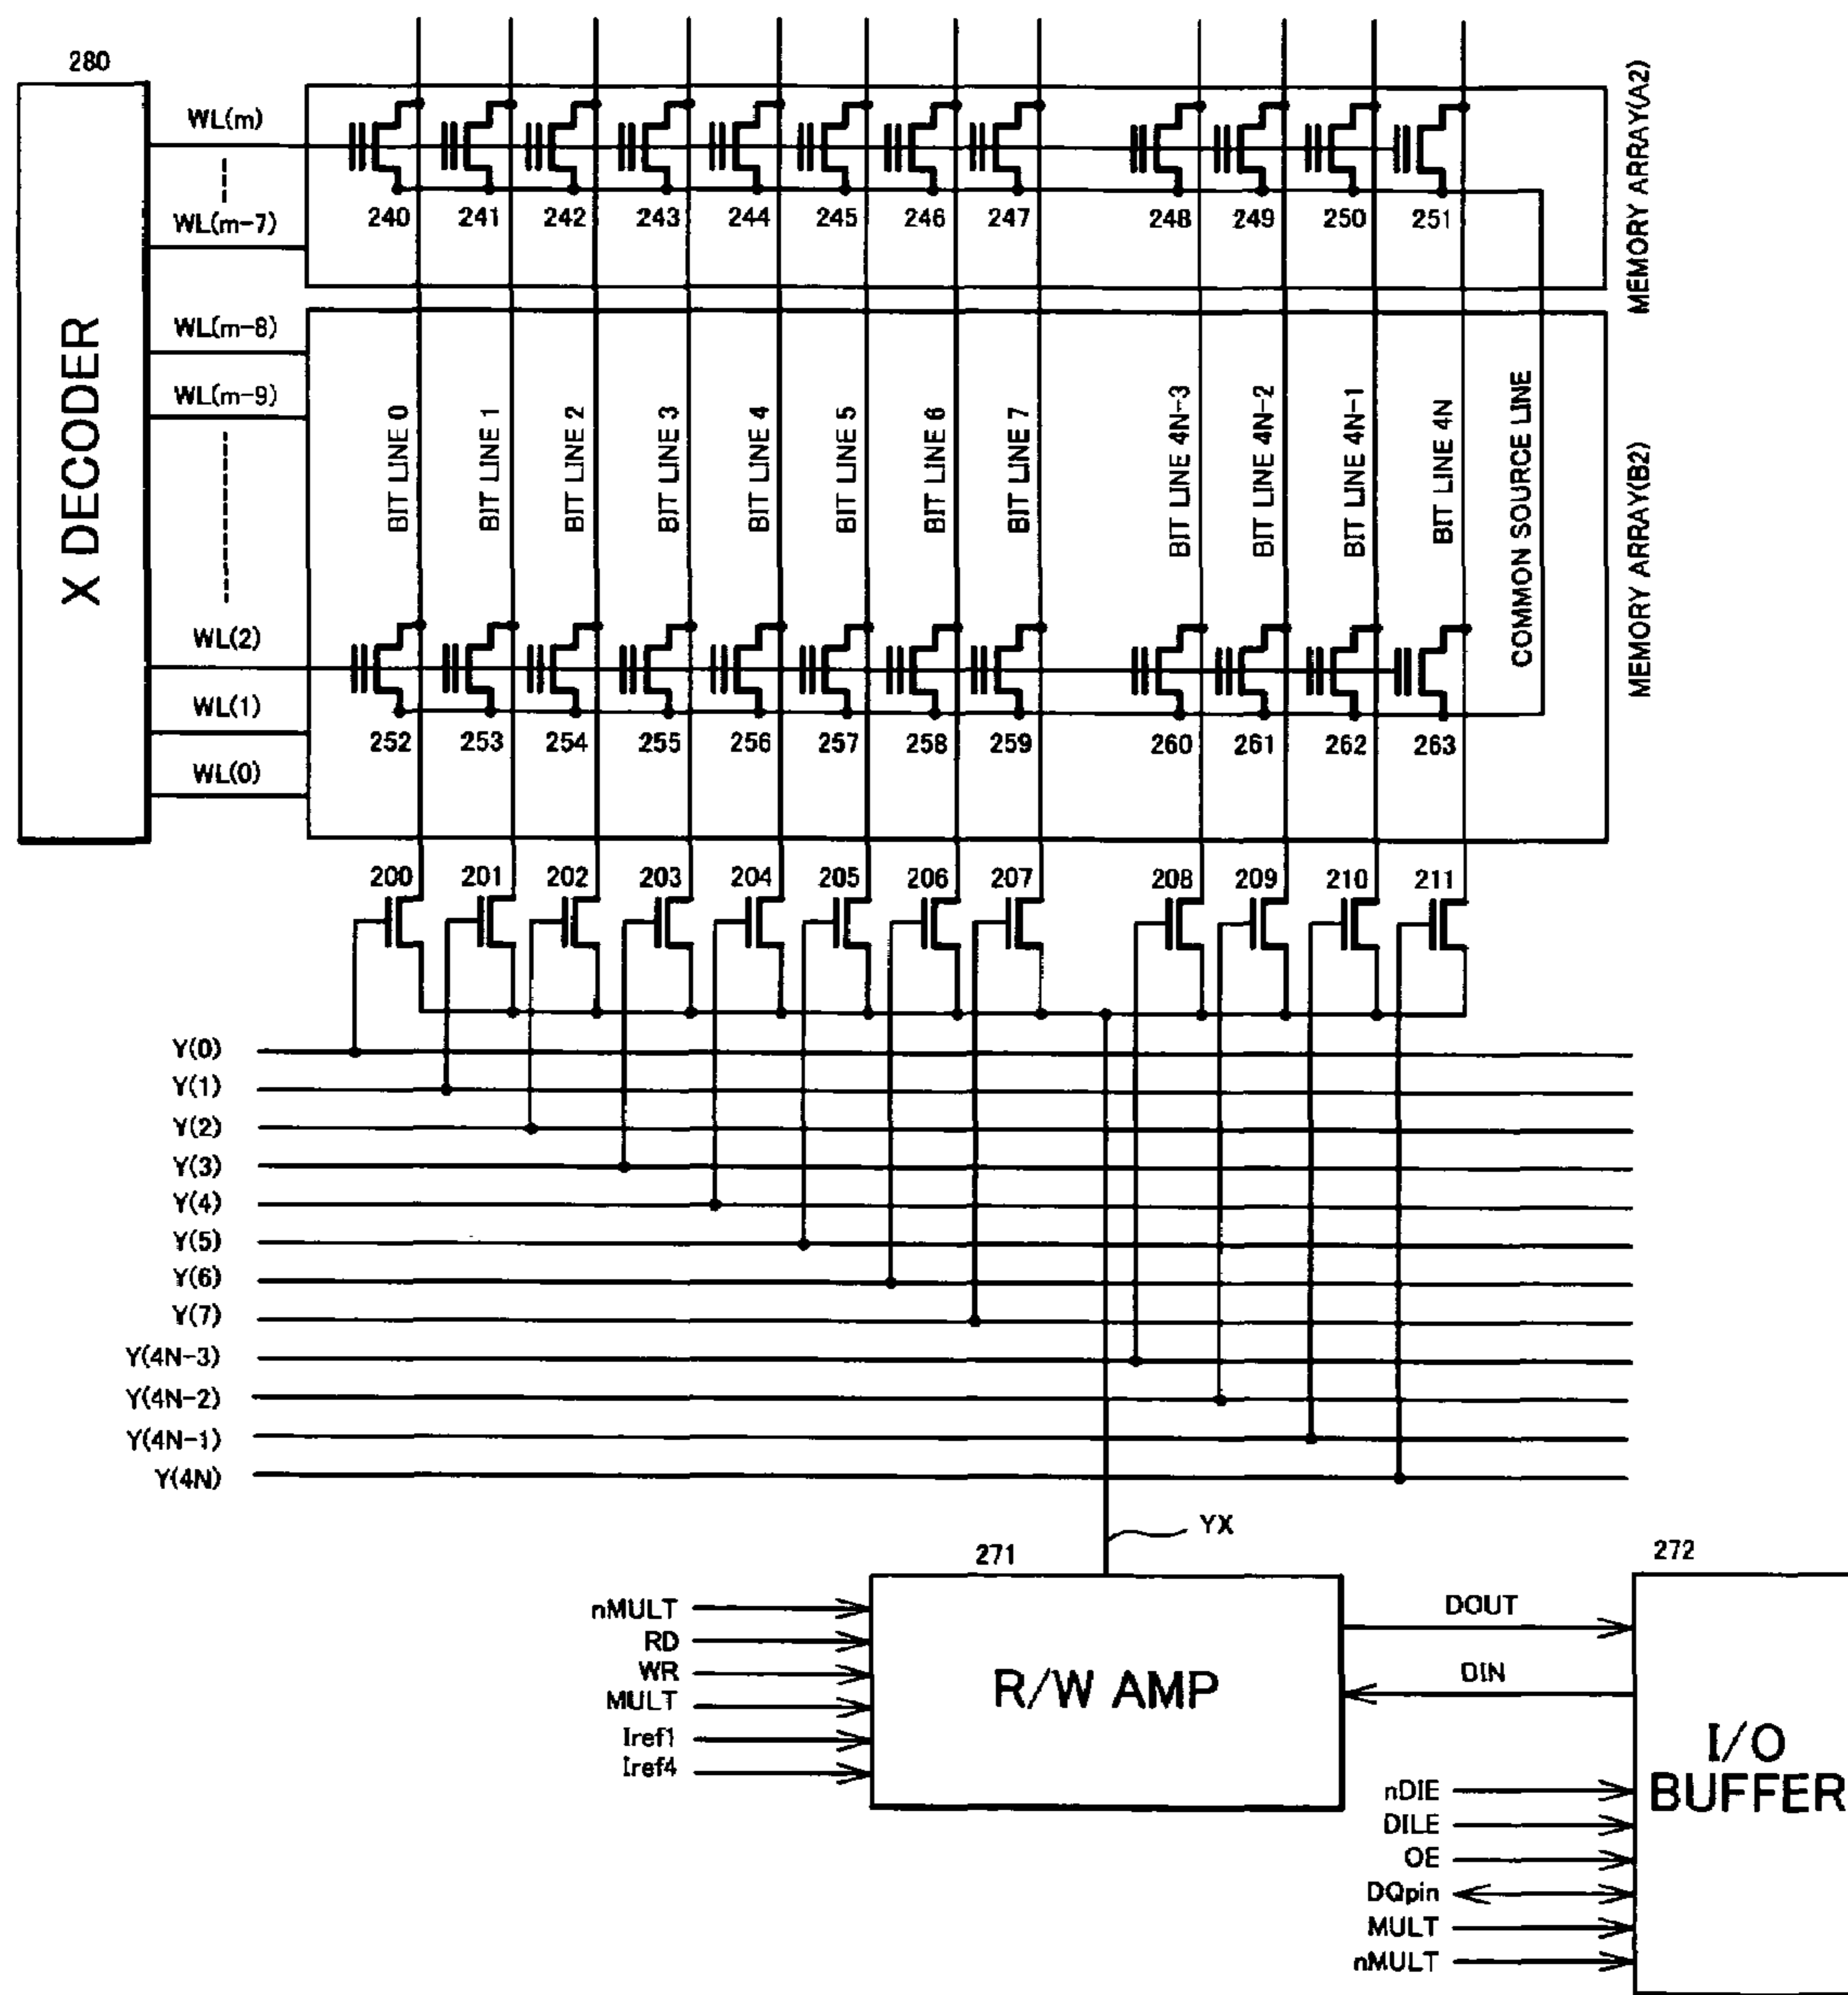 280
X DECODER
WL(m)
WL(m-7)
WL(m-8)
WL(m-9)
WL(2)
WL(1)
WL(0)
240 241 242 243 244 245 246 247 248 249 250 251
MEMORY ARRAY(A2)
BIT LINE 0
BIT LINE 1
BIT LINE 2
BIT LINE 3
BIT LINE 4
BIT LINE 5
BIT LINE 6
BIT LINE 7
BIT LINE 4N-3
BIT LINE 4N-2
BIT LINE 4N-1
BIT LINE 4N
COMMON SOURCE LINE
MEMORY ARRAY(B2)
252 253 254 255 256 257 258 259 260 261 262 263
200 201 202 203 204 205 206 207 208 209 210 211
Y(0)
Y(1)
Y(2)
Y(3)
Y(4)
Y(5)
Y(6)
Y(7)
Y(4N-3)
Y(4N-2)
Y(4N-1)
Y(4N)
YX
271
nMULT
RD
WR
MULT
Iref1
Iref4
R/W AMP
DOUT
DIN
272
I/O
BUFFER
nDIE
DILE
OE
DQpin
MULT
nMULT